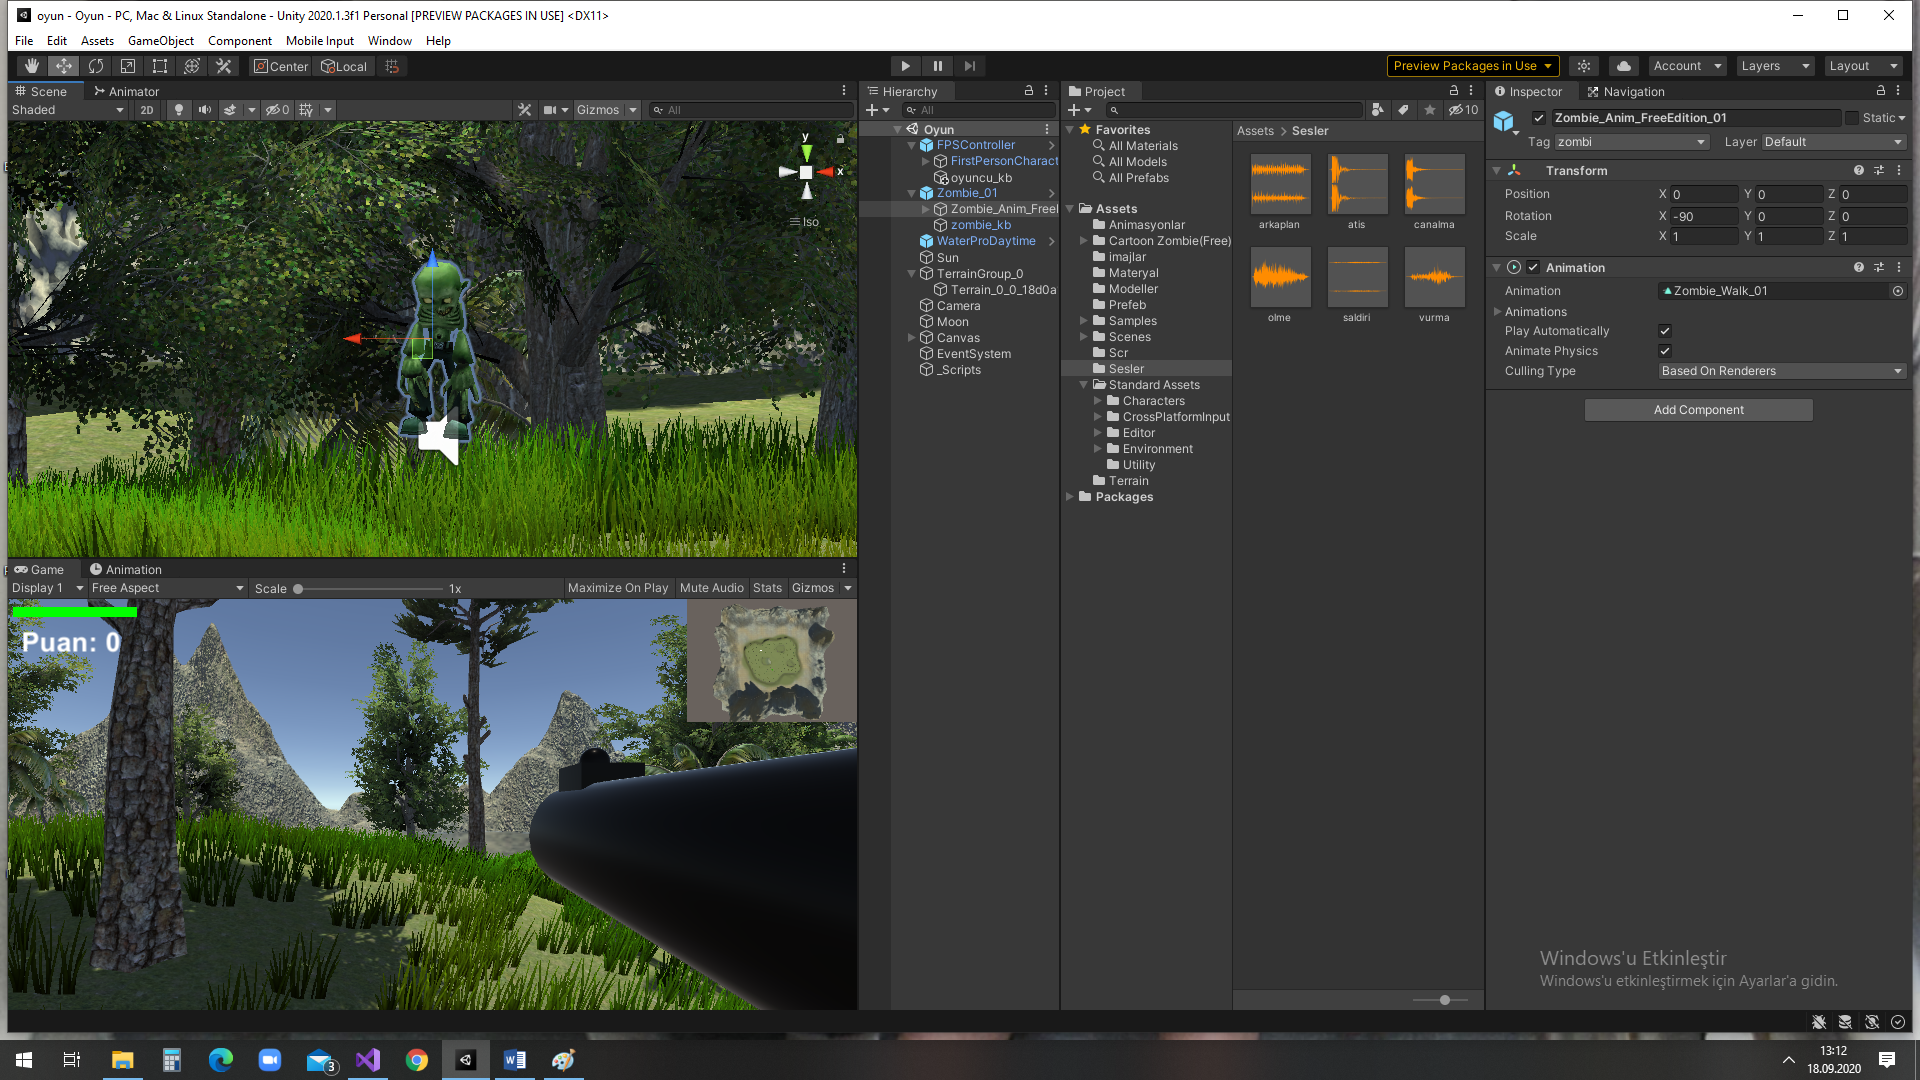 oyun - Oyun - PC, Mac & Linux Standalone - Unity 2020.1.3f1 Personal [PREVIEW PACKAGES IN USE] <DX11>
File Edit Assets GameObject Component Mobile Input Window Help
Center Local Preview Packages in Use Account Layers Layout
Scene Animator
Shaded 2D 0 Gizmos All
y
x
Iso
Game Animation
Display 1 Free Aspect Scale 1x Maximize On Play Mute Audio Stats Gizmos
Puan: 0
Hierarchy
All
Oyun
FPSController
FirstPersonCharact
oyuncu_kb
Zombie_01
Zombie_Anim_Freel
zombie_kb
WaterProDaytime
Sun
TerrainGroup_0
Terrain_0_0_18d0a
Camera
Moon
Canvas
EventSystem
_Scripts
Project
10
Favorites
All Materials
All Models
All Prefabs
Assets
Animasyonlar
Cartoon Zombie(Free)
imajlar
Materyal
Modeller
Prefeb
Samples
Scenes
Scr
Sesler
Standard Assets
Characters
CrossPlatformInput
Editor
Environment
Utility
Terrain
Packages
Assets > Sesler
arkaplan atis canalma
olme saldiri vurma
Inspector Navigation
Zombie_Anim_FreeEdition_01 Static
Tag zombi Layer Default
Transform
Position X 0 Y 0 Z 0
Rotation X -90 Y 0 Z 0
Scale X 1 Y 1 Z 1
Animation
Animation Zombie_Walk_01
Animations
Play Automatically
Animate Physics
Culling Type Based On Renderers
Add Component
Windows'u Etkinleştir
Windows'u etkinleştirmek için Ayarlar'a gidin.
3
13:12
18.09.2020